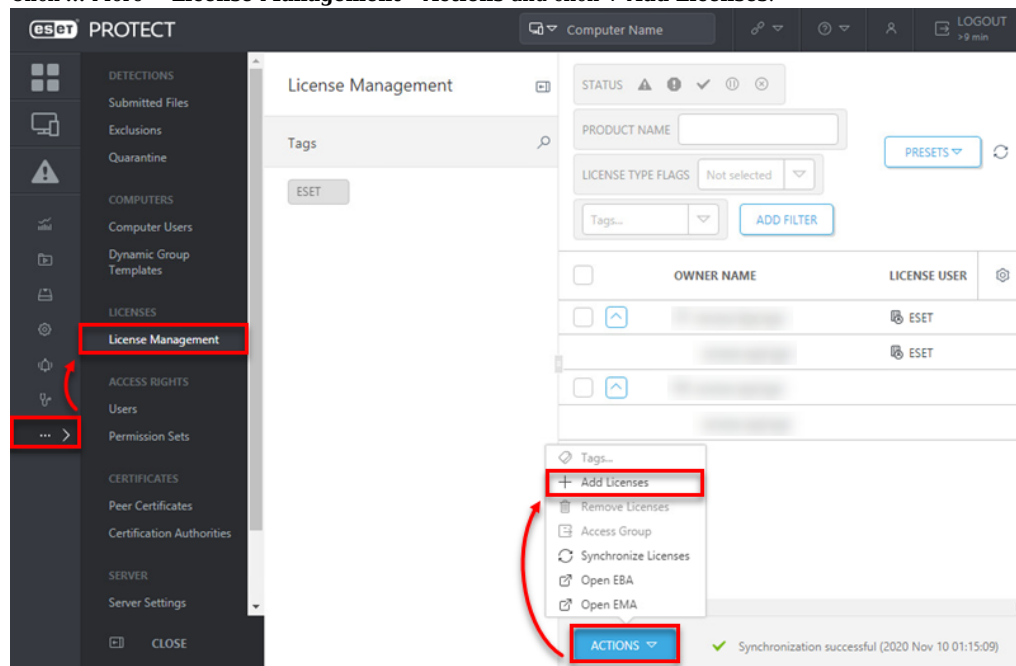 Click ... More > License Management > Actions and click + Add Licenses.
eset PROTECT
Computer Name
LOGOUT
>9 min
DETECTIONS
Submitted Files
Exclusions
Quarantine
COMPUTERS
Computer Users
Dynamic Group
Templates
LICENSES
License Management
ACCESS RIGHTS
Users
Permission Sets
CERTIFICATES
Peer Certificates
Certification Authorities
SERVER
Server Settings
CLOSE
License Management
Tags
ESET
STATUS
PRODUCT NAME
LICENSE TYPE FLAGS Not selected
Tags...
ADD FILTER
PRESETS
OWNER NAME LICENSE USER
ESET
ESET
Tags...
Add Licenses
Remove Licenses
Access Group
Synchronize Licenses
Open EBA
Open EMA
ACTIONS
Synchronization successful (2020 Nov 10 01:15:09)